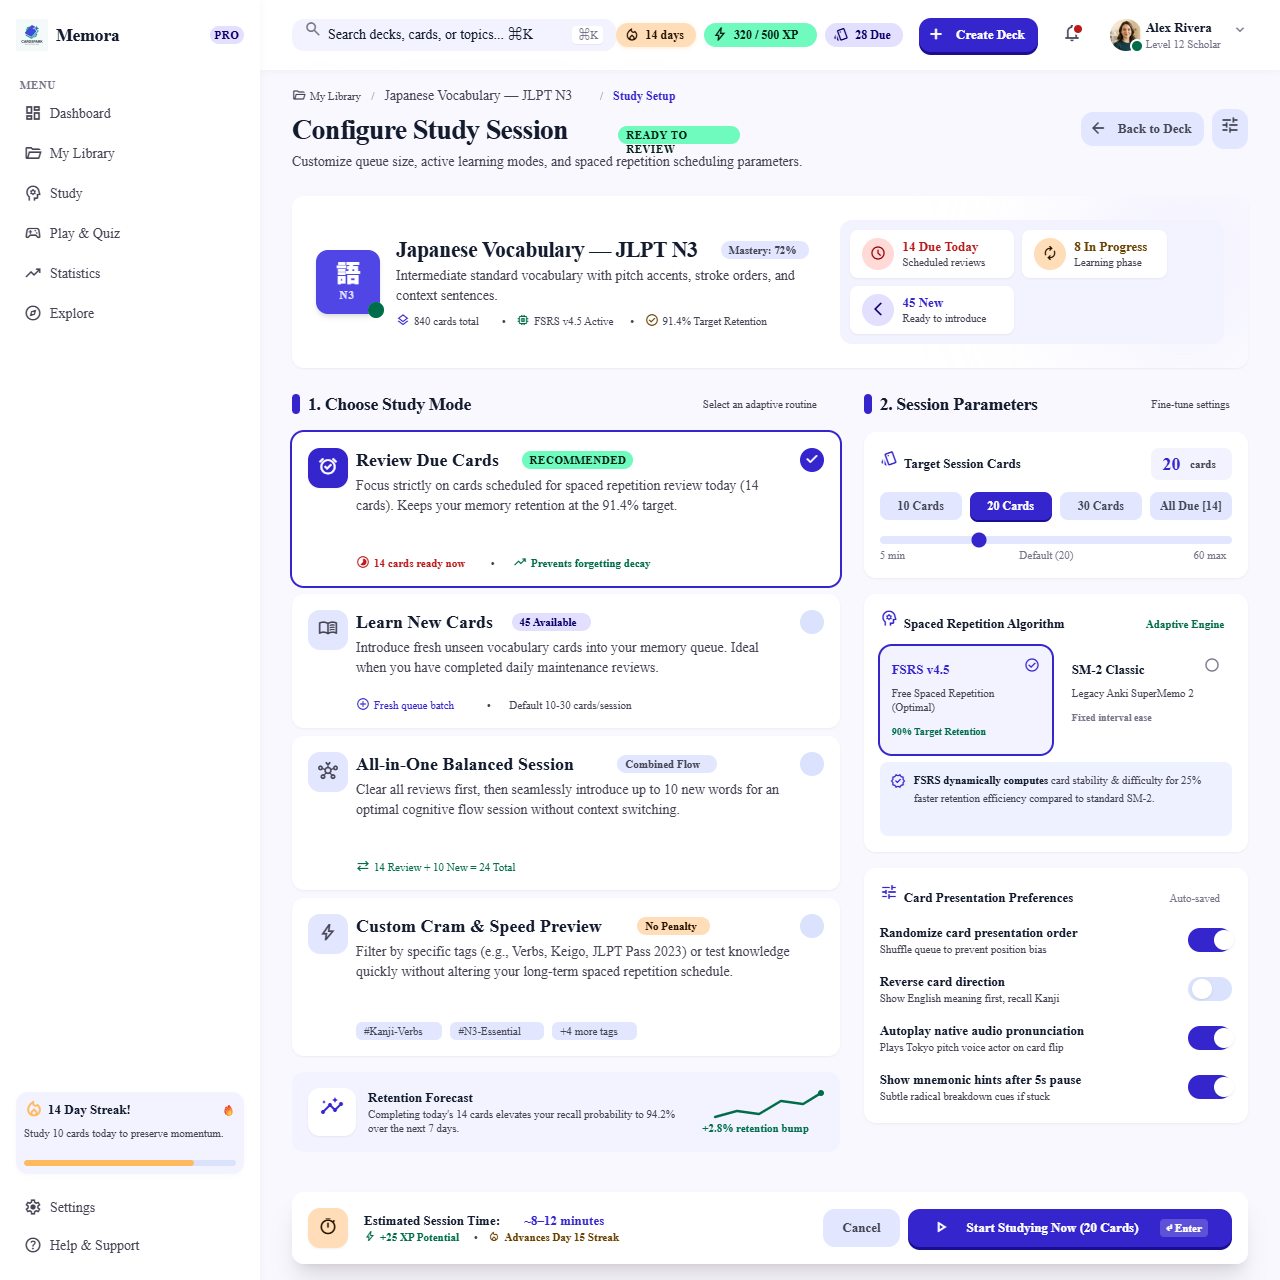 Memora
PRO
Search decks, cards, or topics... ⌘K
⌘K
14 days
320 / 500 XP
28 Due
Create Deck
Alex Rivera
Level 12 Scholar
MENU
Dashboard
My Library
Study
Play & Quiz
Statistics
Explore
14 Day Streak!
Study 10 cards today to preserve momentum.
Settings
Help & Support
My Library / Japanese Vocabulary — JLPT N3 / Study Setup
Configure Study Session
READY TO
REVIEW
Customize queue size, active learning modes, and spaced repetition scheduling parameters.
Back to Deck
語
N3
Japanese Vocabulary — JLPT N3
Mastery: 72%
Intermediate standard vocabulary with pitch accents, stroke orders, and
context sentences.
840 cards total • FSRS v4.5 Active • 91.4% Target Retention
14 Due Today
Scheduled reviews
8 In Progress
Learning phase
45 New
Ready to introduce
1. Choose Study Mode
Select an adaptive routine
Review Due Cards
RECOMMENDED
Focus strictly on cards scheduled for spaced repetition review today (14
cards). Keeps your memory retention at the 91.4% target.
14 cards ready now • Prevents forgetting decay
Learn New Cards
45 Available
Introduce fresh unseen vocabulary cards into your memory queue. Ideal
when you have completed daily maintenance reviews.
Fresh queue batch • Default 10-30 cards/session
All-in-One Balanced Session
Combined Flow
Clear all reviews first, then seamlessly introduce up to 10 new words for an
optimal cognitive flow session without context switching.
14 Review + 10 New = 24 Total
Custom Cram & Speed Preview
No Penalty
Filter by specific tags (e.g., Verbs, Keigo, JLPT Pass 2023) or test knowledge
quickly without altering your long-term spaced repetition schedule.
#Kanji-Verbs
#N3-Essential
+4 more tags
Retention Forecast
Completing today's 14 cards elevates your recall probability to 94.2%
over the next 7 days.
+2.8% retention bump
2. Session Parameters
Fine-tune settings
Target Session Cards
20 cards
10 Cards
20 Cards
30 Cards
All Due [14]
5 min
Default (20)
60 max
Spaced Repetition Algorithm
Adaptive Engine
FSRS v4.5
Free Spaced Repetition
(Optimal)
90% Target Retention
SM-2 Classic
Legacy Anki SuperMemo 2
Fixed interval ease
FSRS dynamically computes card stability & difficulty for 25%
faster retention efficiency compared to standard SM-2.
Card Presentation Preferences
Auto-saved
Randomize card presentation order
Shuffle queue to prevent position bias
Reverse card direction
Show English meaning first, recall Kanji
Autoplay native audio pronunciation
Plays Tokyo pitch voice actor on card flip
Show mnemonic hints after 5s pause
Subtle radical breakdown cues if stuck
Estimated Session Time: ~8–12 minutes
+25 XP Potential • Advances Day 15 Streak
Cancel
Start Studying Now (20 Cards)
⏎ Enter